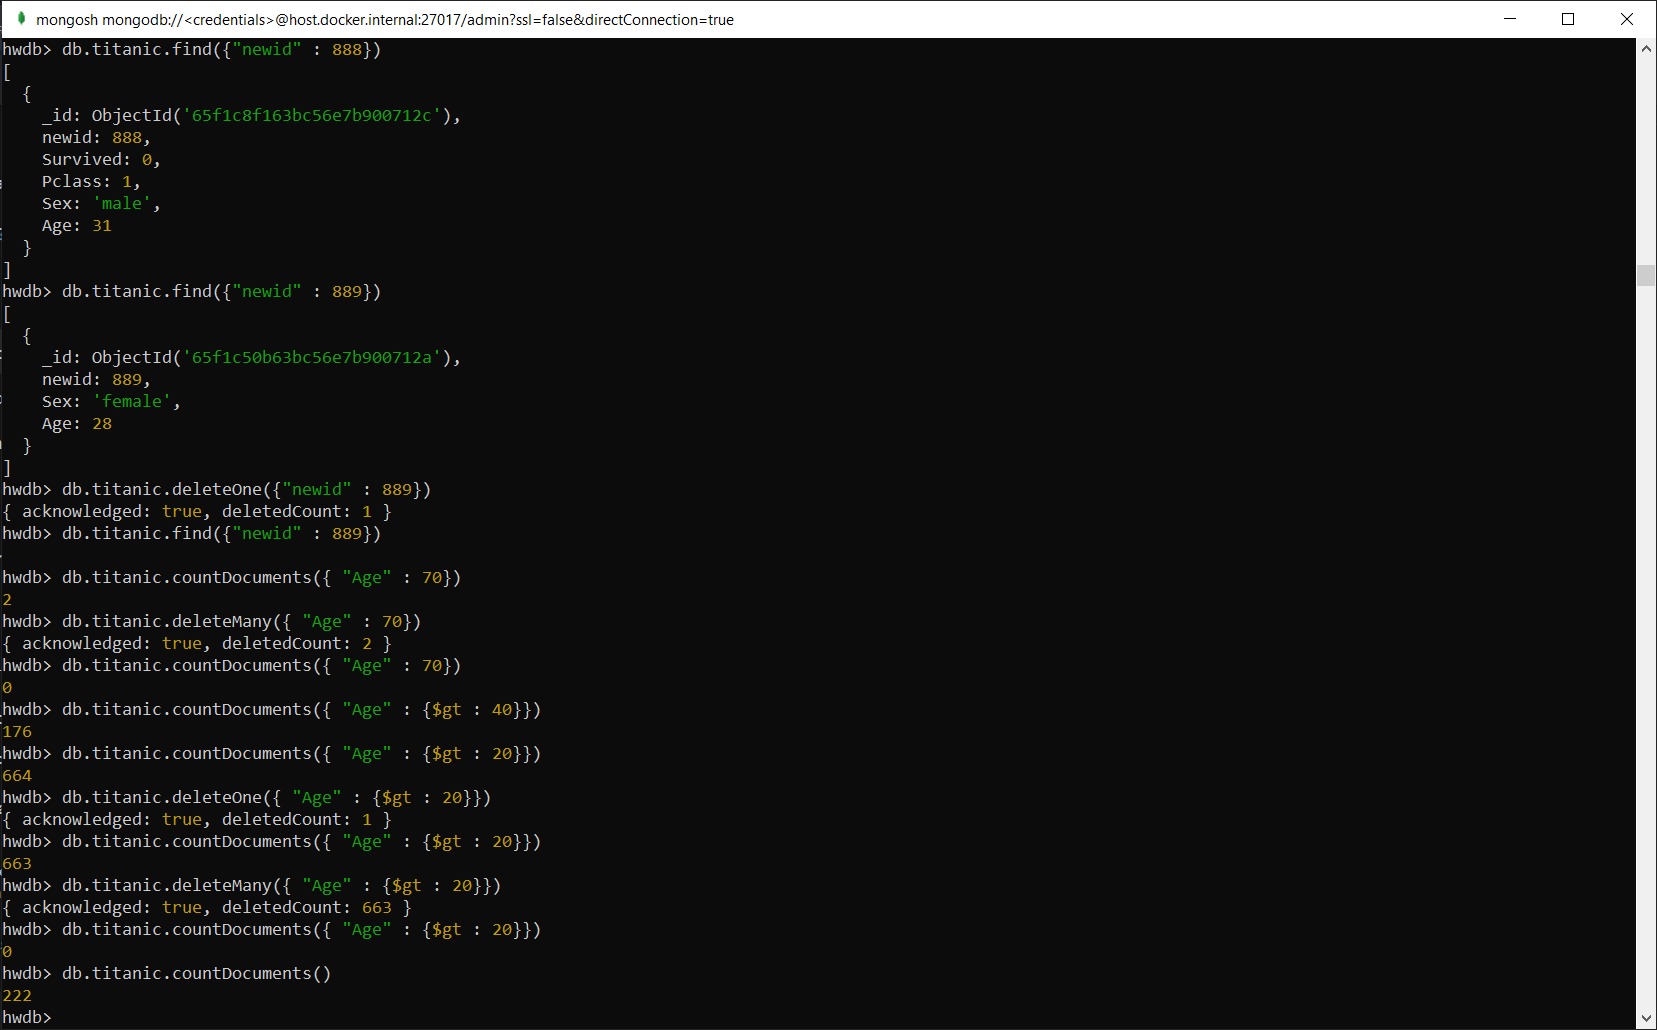 mongosh mongodb://<credentials>@host.docker.internal:27017/admin?ssl=false&directConnection=true
hwdb> db.titanic.find({"newid" : 888})
[
  {
    _id: ObjectId('65f1c8f163bc56e7b900712c'),
    newid: 888,
    Survived: 0,
    Pclass: 1,
    Sex: 'male',
    Age: 31
  }
]
hwdb> db.titanic.find({"newid" : 889})
[
  {
    _id: ObjectId('65f1c50b63bc56e7b900712a'),
    newid: 889,
    Sex: 'female',
    Age: 28
  }
]
hwdb> db.titanic.deleteOne({"newid" : 889})
{ acknowledged: true, deletedCount: 1 }
hwdb> db.titanic.find({"newid" : 889})

hwdb> db.titanic.countDocuments({ "Age" : 70})
2
hwdb> db.titanic.deleteMany({ "Age" : 70})
{ acknowledged: true, deletedCount: 2 }
hwdb> db.titanic.countDocuments({ "Age" : 70})
0
hwdb> db.titanic.countDocuments({ "Age" : {$gt : 40}})
176
hwdb> db.titanic.countDocuments({ "Age" : {$gt : 20}})
664
hwdb> db.titanic.deleteOne({ "Age" : {$gt : 20}})
{ acknowledged: true, deletedCount: 1 }
hwdb> db.titanic.countDocuments({ "Age" : {$gt : 20}})
663
hwdb> db.titanic.deleteMany({ "Age" : {$gt : 20}})
{ acknowledged: true, deletedCount: 663 }
hwdb> db.titanic.countDocuments({ "Age" : {$gt : 20}})
0
hwdb> db.titanic.countDocuments()
222
hwdb>